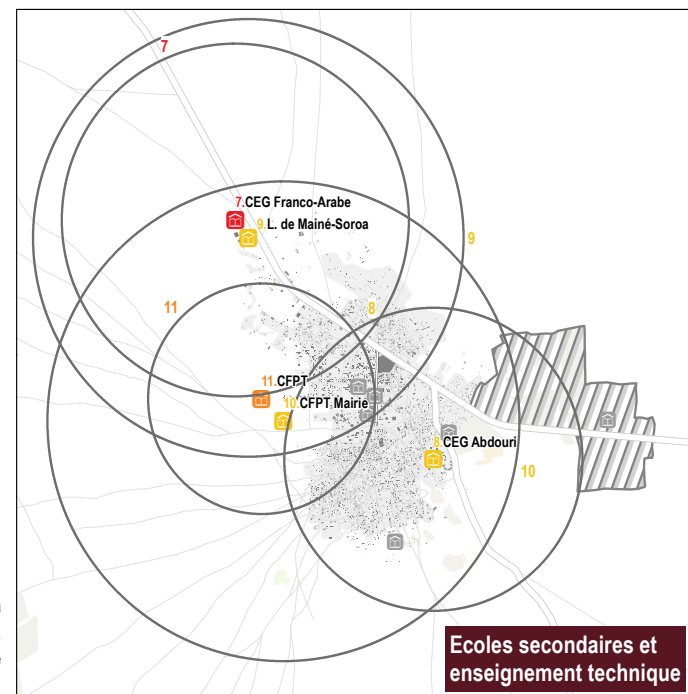 7
7.CEG Franco-Arabe
9.L. de Mainé-Soroa
9
11
8
11.CFPT
10.CFPT Mairie
8.CEG Abdouri
10
Ecoles secondaires et
enseignement technique